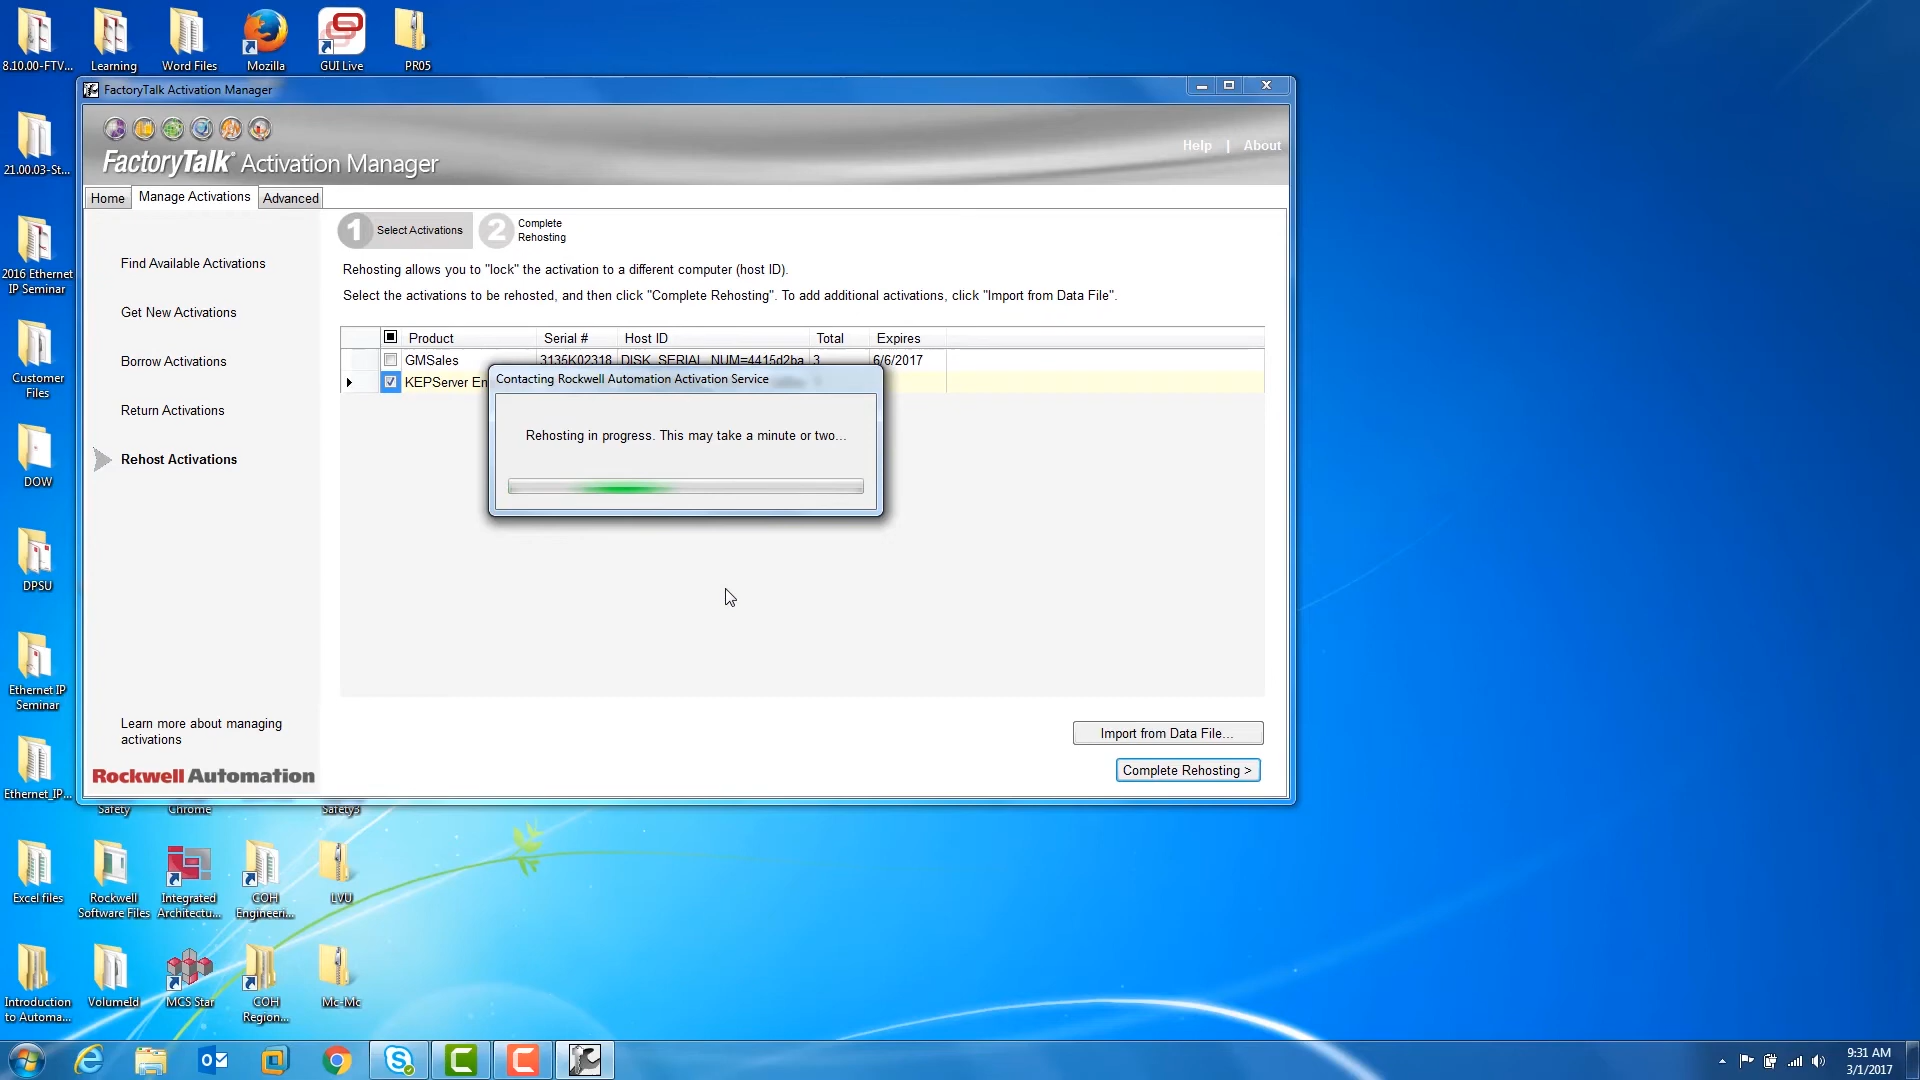 8.10.00-FTV...
Learning
Word Files
Mozilla
GUI Live
PR05
21.00.03-St...
2016 Ethernet
IP Seminar
Customer
Files
DOW
DPSU
Ethernet IP
Seminar
Ethernet_IP...
FactoryTalk Activation Manager
FactoryTalk Activation Manager
Help | About
Home
Manage Activations
Advanced
Find Available Activations
Get New Activations
Borrow Activations
Return Activations
Rehost Activations
Learn more about managing
activations
Rockwell Automation
1 Select Activations
2 Complete
Rehosting
Rehosting allows you to "lock" the activation to a different computer (host ID).
Select the activations to be rehosted, and then click "Complete Rehosting". To add additional activations, click "Import from Data File".
Product Serial # Host ID Total Expires
GMSales 3135K02318 DISK_SERIAL_NUM=4415d2ba 3 6/6/2017
KEPServer En
Contacting Rockwell Automation Activation Service
Rehosting in progress. This may take a minute or two...
Import from Data File...
Complete Rehosting >
Safety
Chrome
Safety3
Excel files
Rockwell
Software Files
Integrated
Architectu...
COH
Engineeri...
LVU
Introduction
to Automa...
VolumeId
MCS Star
COH
Region...
Mc-Mc
9:31 AM
3/1/2017